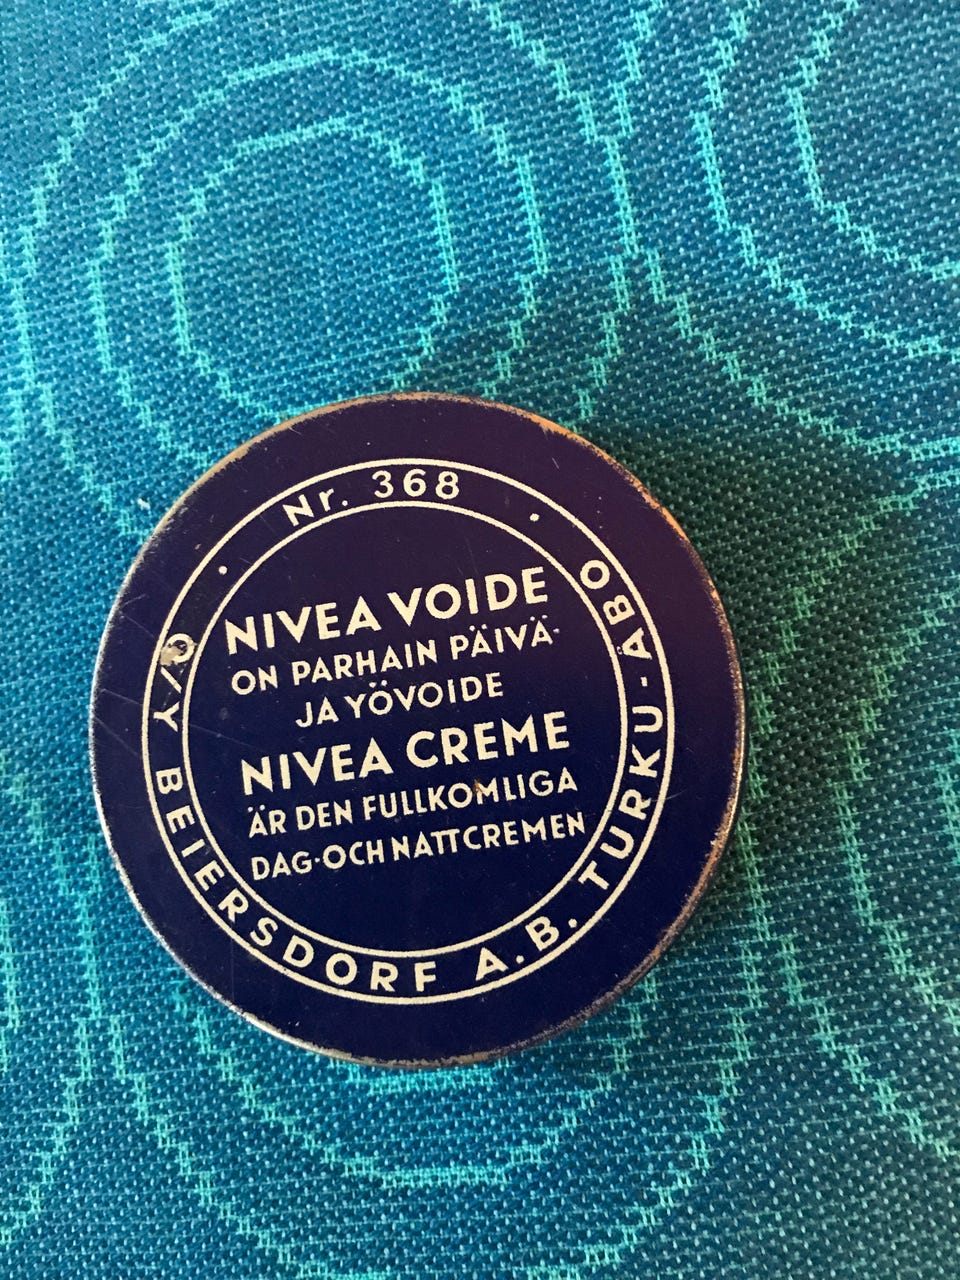 Nr. 368
NIVEA VOIDE
ON PARHAIN PÄIVÄ-
JA YÖVOIDE
NIVEA CREME
ÄR DEN FULLKOMLIGA
DAG-OCH NATTCREMEN
O/Y BEIERSDORF A.B. TURKU-ÅBO